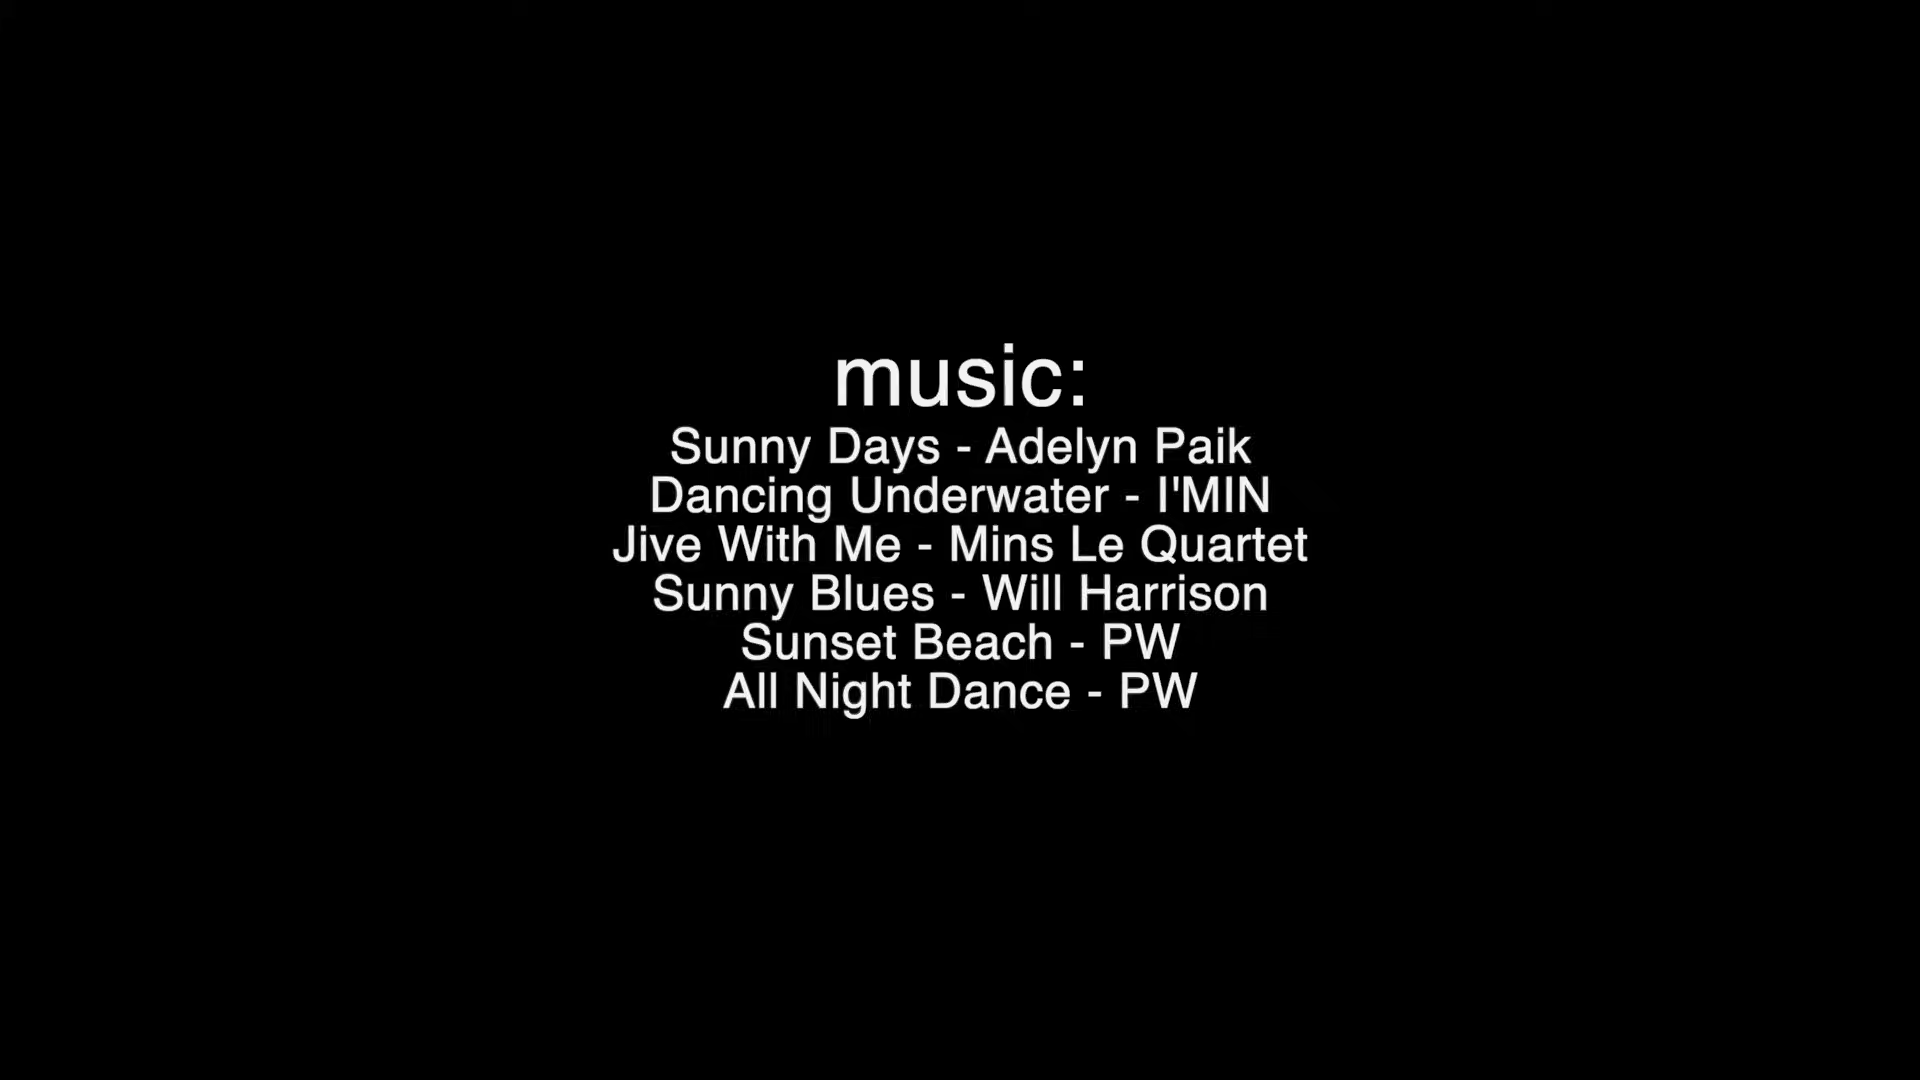 music:
Sunny Days - Adelyn Paik
Dancing Underwater - I'MIN
Jive With Me - Mins Le Quartet
Sunny Blues - Will Harrison
Sunset Beach - PW
All Night Dance - PW